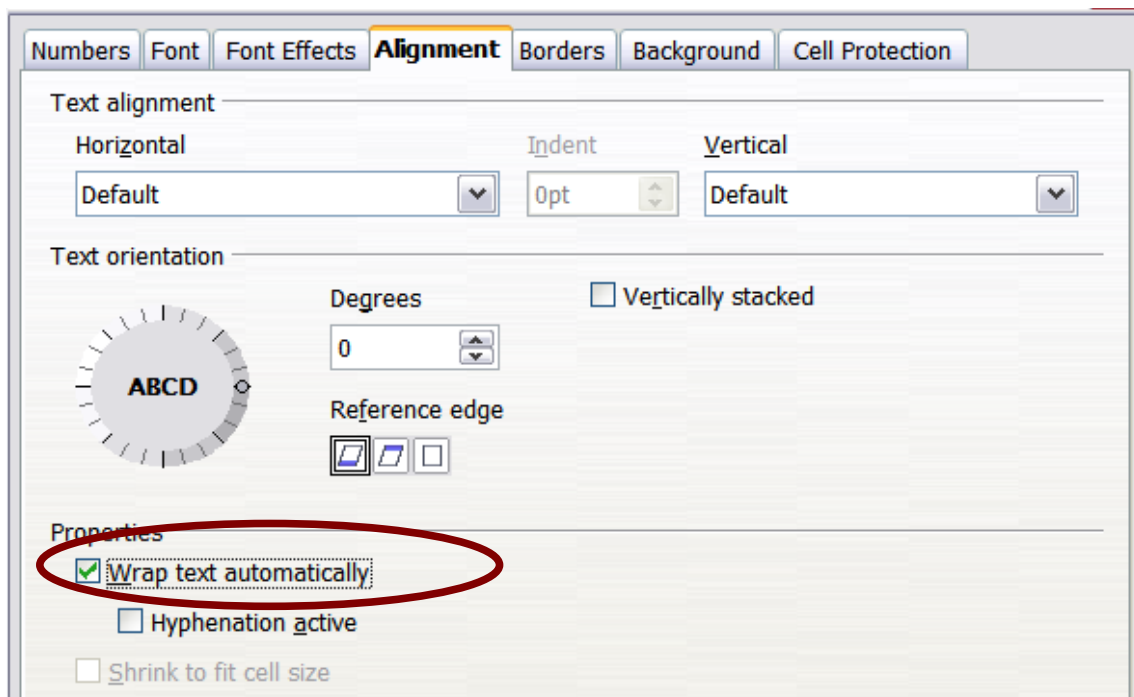 Numbers Font Font Effects Alignment Borders Background Cell Protection
Text alignment
Horizontal Indent Vertical
Default 0pt Default
Text orientation
Degrees Vertically stacked
0
ABCD
Reference edge
Properties
Wrap text automatically
Hyphenation active
Shrink to fit cell size